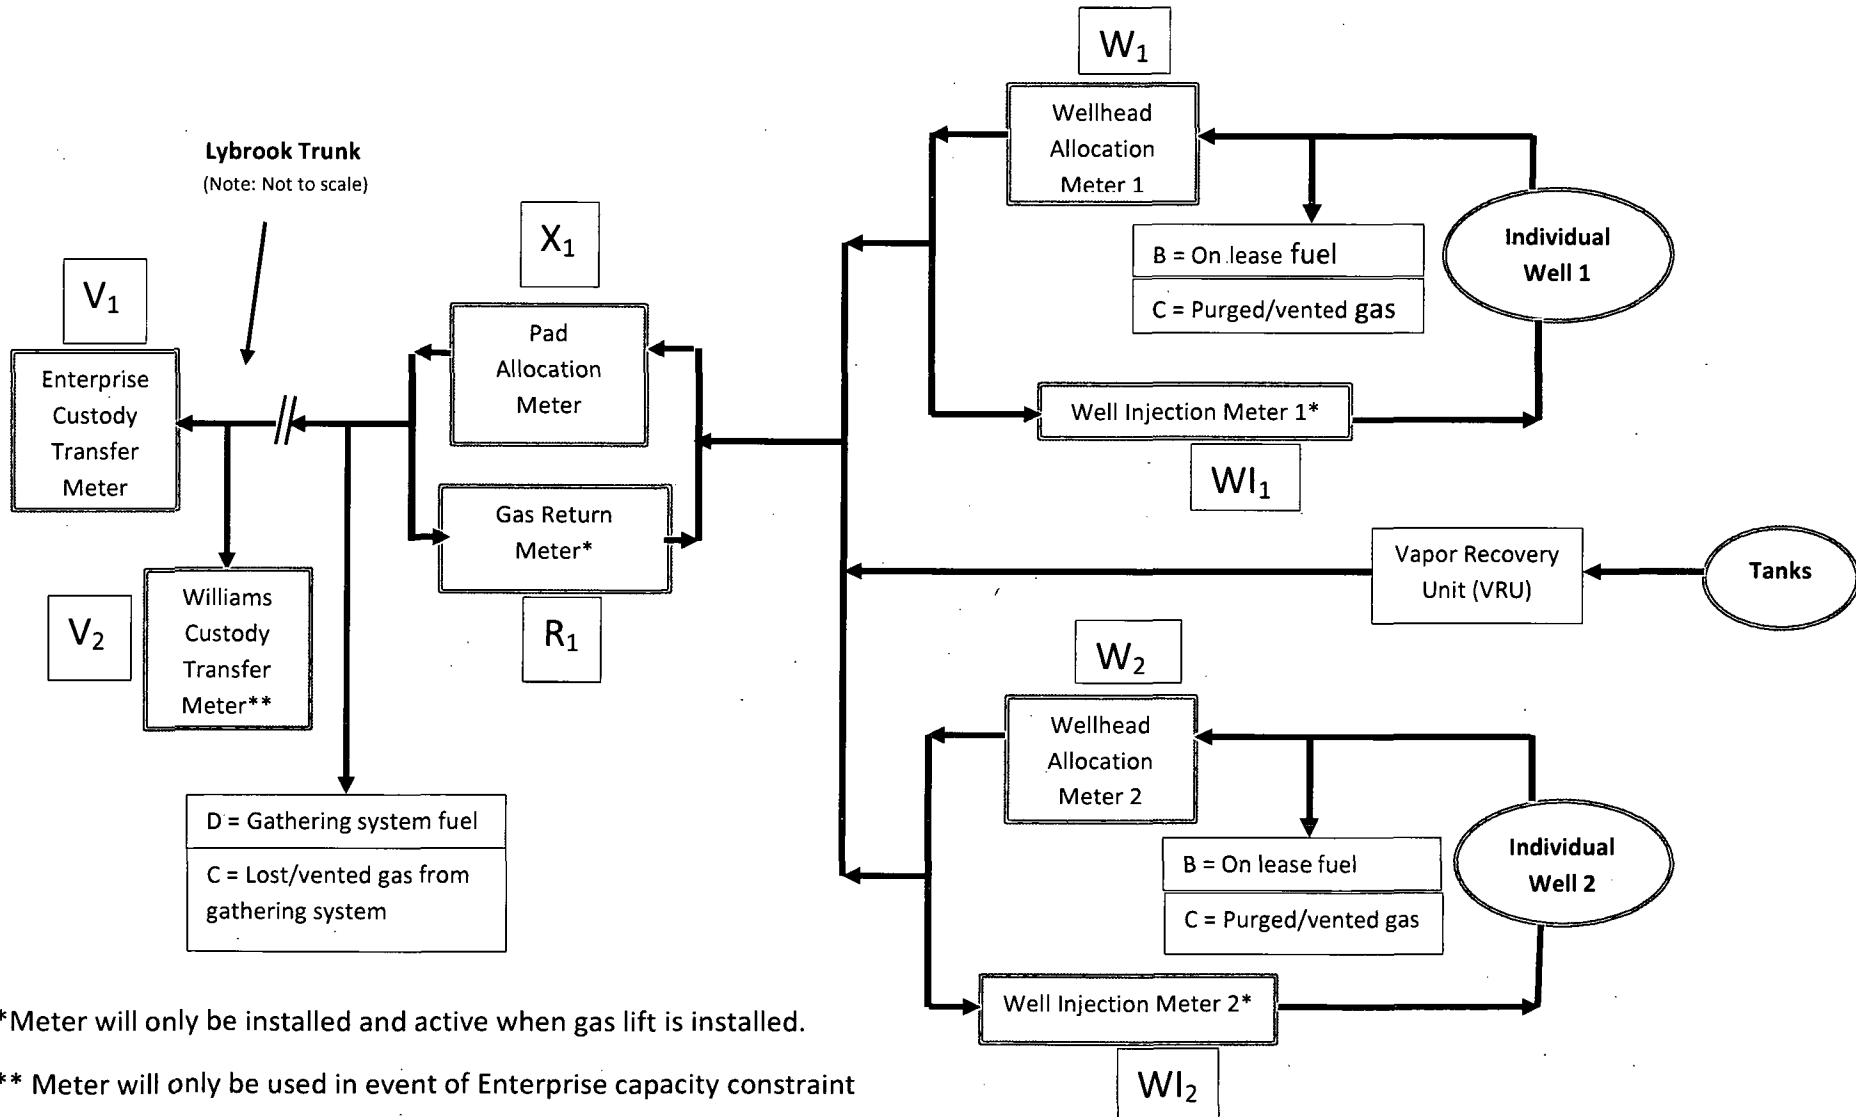 W₁
Wellhead
Allocation
Meter 1
Lybrook Trunk
(Note: Not to scale)
X₁
B = On lease fuel
C = Purged/vented gas
Individual
Well 1
V₁
Pad
Allocation
Meter
Enterprise
Custody
Transfer
Meter
Well Injection Meter 1*
WI₁
Gas Return
Meter*
R₁
Vapor Recovery
Unit (VRU)
Tanks
V₂
Williams
Custody
Transfer
Meter**
W₂
Wellhead
Allocation
Meter 2
D = Gathering system fuel
C = Lost/vented gas from
gathering system
B = On lease fuel
C = Purged/vented gas
Individual
Well 2
Well Injection Meter 2*
WI₂
*Meter will only be installed and active when gas lift is installed.
** Meter will only be used in event of Enterprise capacity constraint